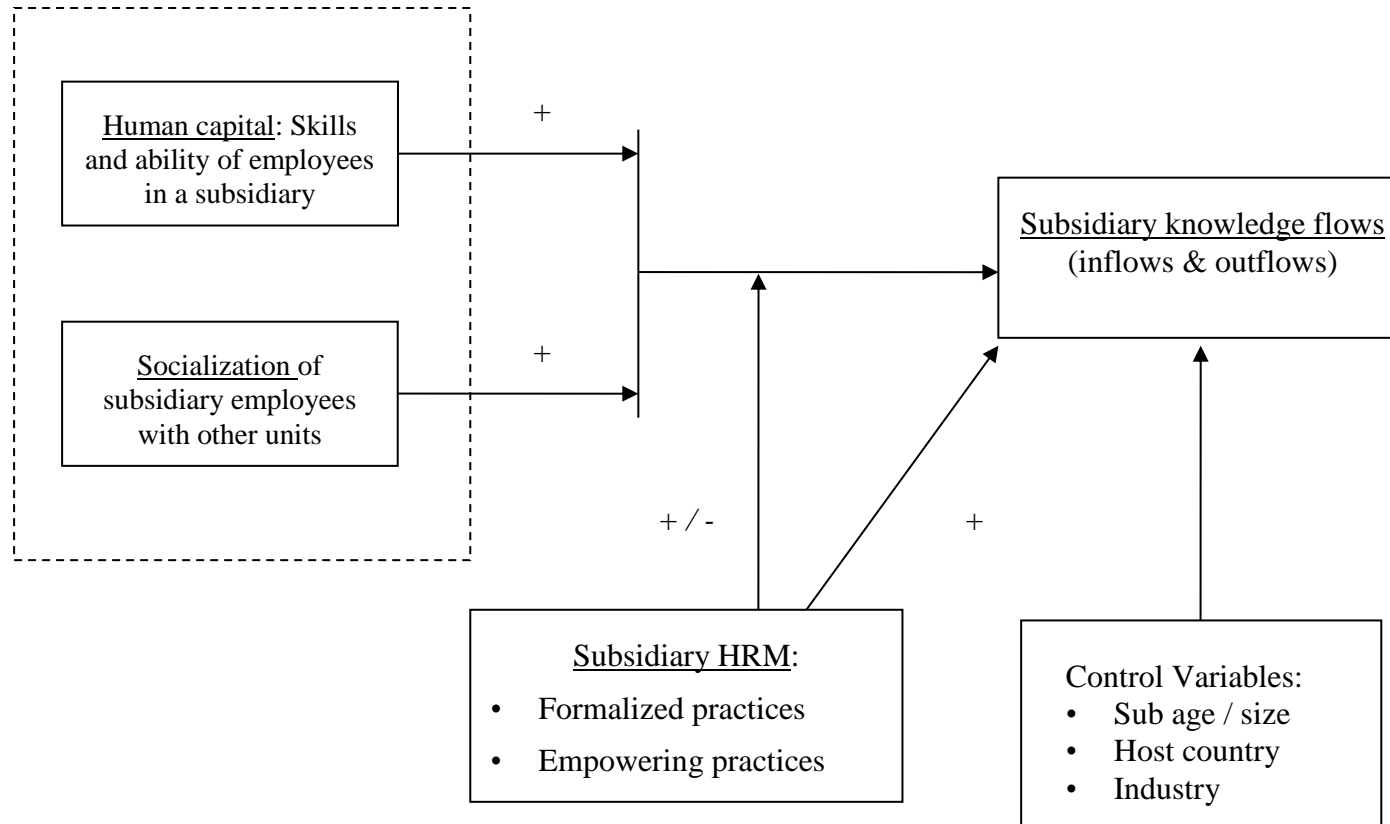 Human capital: Skills
and ability of employees
in a subsidiary
+
Socialization of
subsidiary employees
with other units
+
Subsidiary knowledge flows
(inflows & outflows)
+ / -
+
Subsidiary HRM:
• Formalized practices
• Empowering practices
Control Variables:
• Sub age / size
• Host country
• Industry